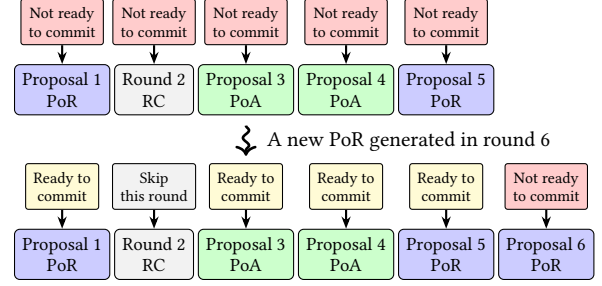 Not ready Not ready Not ready Not ready Not ready
to commit to commit to commit to commit to commit
Proposal 1 Round 2 Proposal 3 Proposal 4 Proposal 5
PoR RC PoA PoA PoR
A new PoR generated in round 6
Ready to Skip Ready to Ready to Ready to Not ready
commit this round commit commit commit to commit
Proposal 1 Round 2 Proposal 3 Proposal 4 Proposal 5 Proposal 6
PoR RC PoA PoA PoR PoR